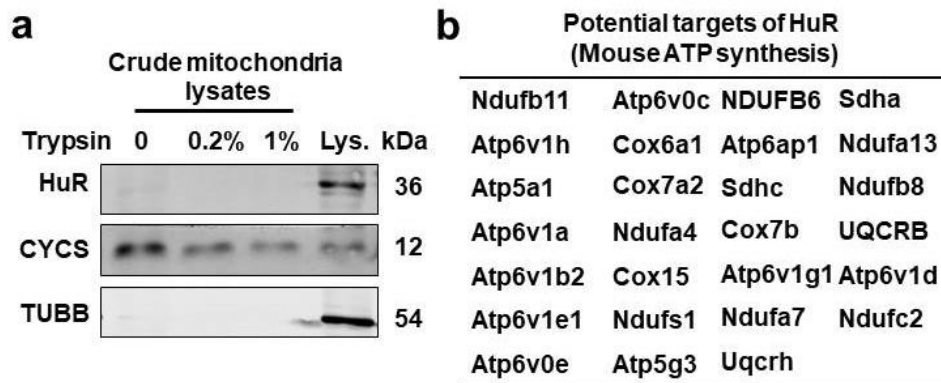 a
Crude mitochondria
lysates
Trypsin 0 0.2% 1% Lys. kDa
HuR 36
CYCS 12
TUBB 54
b
Potential targets of HuR
(Mouse ATP synthesis)
Ndufb11 Atp6v0c NDUFB6 Sdha
Atp6v1h Cox6a1 Atp6ap1 Ndufa13
Atp5a1 Cox7a2 Sdhc Ndufb8
Atp6v1a Ndufa4 Cox7b UQCRB
Atp6v1b2 Cox15 Atp6v1g1 Atp6v1d
Atp6v1e1 Ndufs1 Ndufa7 Ndufc2
Atp6v0e Atp5g3 Uqcrh